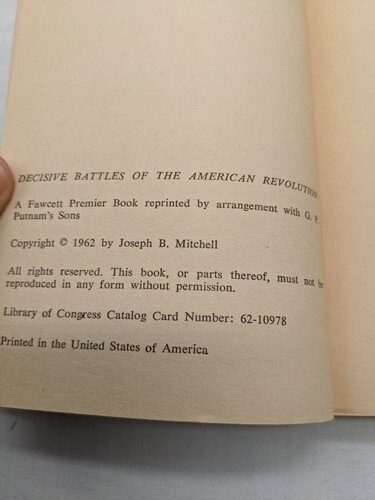 DECISIVE BATTLES OF THE AMERICAN REVOLUTION
A Fawcett Premier Book reprinted by arrangement with G. P.
Putnam's Sons
Copyright © 1962 by Joseph B. Mitchell
All rights reserved. This book, or parts thereof, must not be
reproduced in any form without permission.
Library of Congress Catalog Card Number: 62-10978
Printed in the United States of America